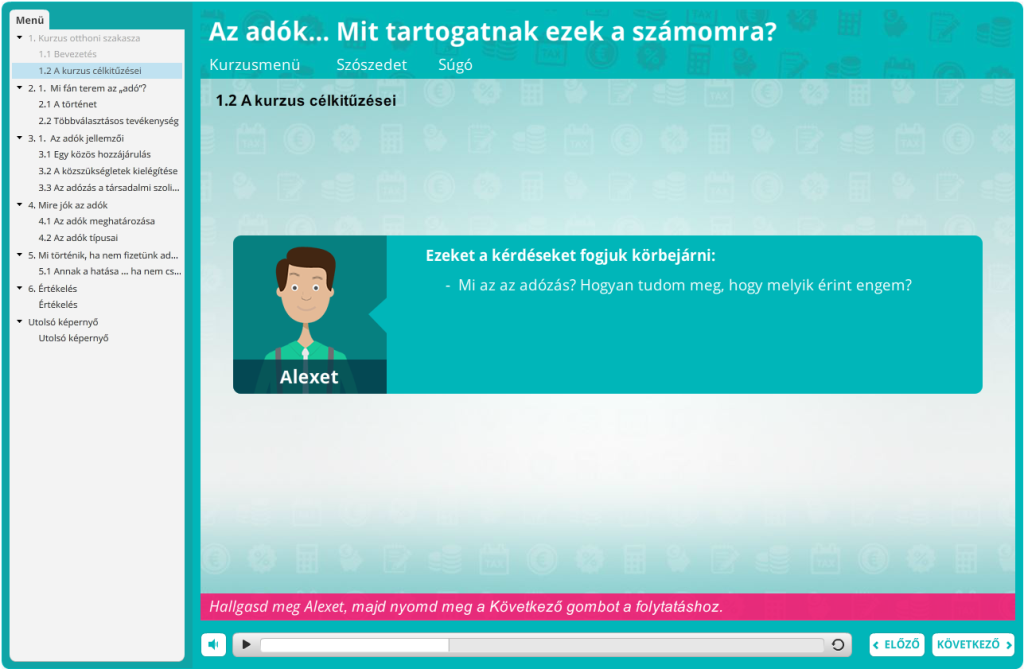 Menü
1. Kurzus otthoni szakasza
1.1 Bevezetés
1.2 A kurzus célkitűzései
2. 1. Mi fán terem az „adó”?
2.1 A történet
2.2 Többválasztásos tevékenység
3. 1. Az adók jellemzői
3.1 Egy közös hozzájárulás
3.2 A közszükségletek kielégítése
3.3 Az adózás a társadalmi szoli...
4. Mire jók az adók
4.1 Az adók meghatározása
4.2 Az adók típusai
5. Mi történik, ha nem fizetünk ad...
5.1 Annak a hatása ... ha nem cs...
6. Értékelés
Értékelés
Utolsó képernyő
Utolsó képernyő
Az adók... Mit tartogatnak ezek a számomra?
Kurzusmenü Szószedet Súgó
1.2 A kurzus célkitűzései
Ezeket a kérdéseket fogjuk körbejárni:
- Mi az az adózás? Hogyan tudom meg, hogy melyik érint engem?
Alexet
Hallgasd meg Alexet, majd nyomd meg a Következő gombot a folytatáshoz.
ELŐZŐ KÖVETKEZŐ